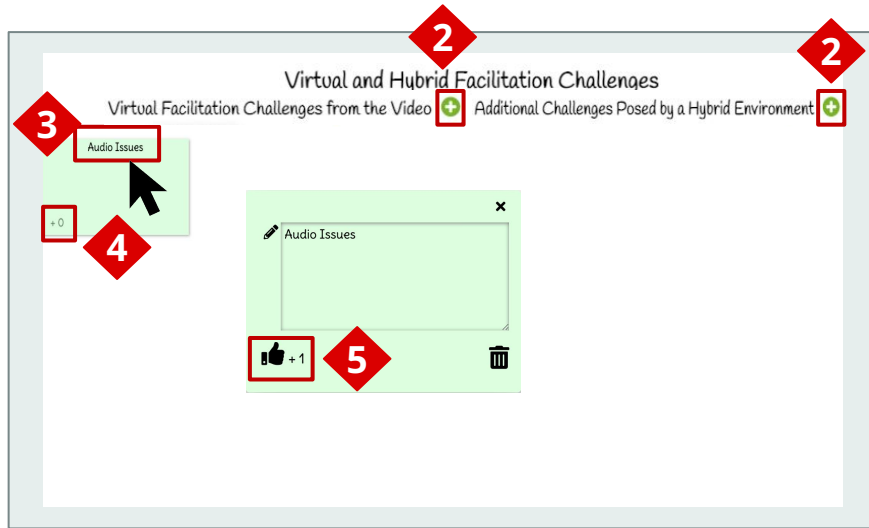 2
2
Virtual and Hybrid Facilitation Challenges
Virtual Facilitation Challenges from the Video
Additional Challenges Posed by a Hybrid Environment
3
Audio Issues
+ 0
4
Audio Issues
+ 1
5